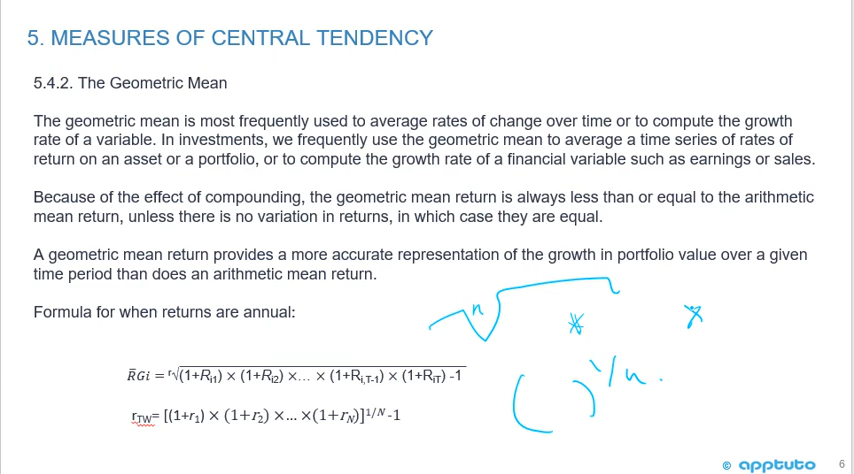 5. MEASURES OF CENTRAL TENDENCY
5.4.2. The Geometric Mean
The geometric mean is most frequently used to average rates of change over time or to compute the growth
rate of a variable. In investments, we frequently use the geometric mean to average a time series of rates of
return on an asset or a portfolio, or to compute the growth rate of a financial variable such as earnings or sales.
Because of the effect of compounding, the geometric mean return is always less than or equal to the arithmetic
mean return, unless there is no variation in returns, in which case they are equal.
A geometric mean return provides a more accurate representation of the growth in portfolio value over a given
time period than does an arithmetic mean return.
Formula for when returns are annual:
n√ * *
R̄Gi = ᵀ√(1+Ri1) × (1+Ri2) ×… × (1+Ri,T-1) × (1+RiT) -1
( )^1/n.
rTW= [(1+r1) × (1+r2) ×... ×(1+rN)]^1/N -1
© apptuto 6